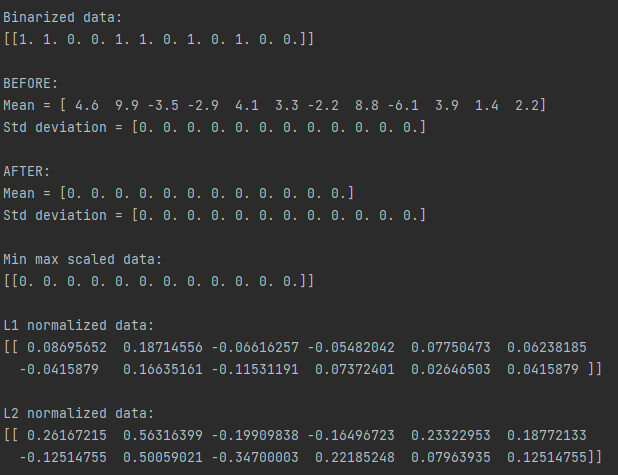 Binarized data:
[[1. 1. 0. 0. 1. 1. 0. 1. 0. 1. 0. 0.]]

BEFORE:
Mean = [ 4.6  9.9 -3.5 -2.9  4.1  3.3 -2.2  8.8 -6.1  3.9  1.4  2.2]
Std deviation = [0. 0. 0. 0. 0. 0. 0. 0. 0. 0. 0. 0.]

AFTER:
Mean = [0. 0. 0. 0. 0. 0. 0. 0. 0. 0. 0. 0.]
Std deviation = [0. 0. 0. 0. 0. 0. 0. 0. 0. 0. 0. 0.]

Min max scaled data:
[[0. 0. 0. 0. 0. 0. 0. 0. 0. 0. 0. 0.]]

L1 normalized data:
[[ 0.08695652  0.18714556 -0.06616257 -0.05482042  0.07750473  0.06238185
  -0.0415879   0.16635161 -0.11531191  0.07372401  0.02646503  0.0415879 ]]

L2 normalized data:
[[ 0.26167215  0.56316399 -0.19909838 -0.16496723  0.23322953  0.18772133
  -0.12514755  0.50059021 -0.34700003  0.22185248  0.07963935  0.12514755]]